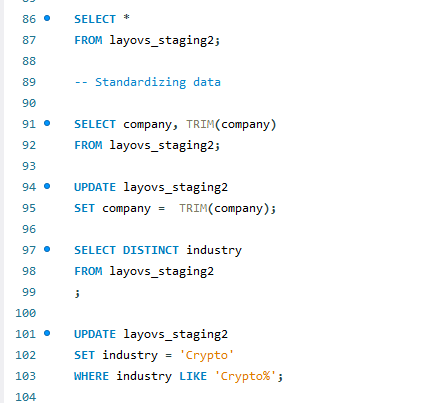 86 SELECT *
87 FROM layovs_staging2;
88
89 -- Standardizing data
90
91 SELECT company, TRIM(company)
92 FROM layovs_staging2;
93
94 UPDATE layovs_staging2
95 SET company =  TRIM(company);
96
97 SELECT DISTINCT industry
98 FROM layovs_staging2
99 ;
100
101 UPDATE layovs_staging2
102 SET industry = 'Crypto'
103 WHERE industry LIKE 'Crypto%';
104